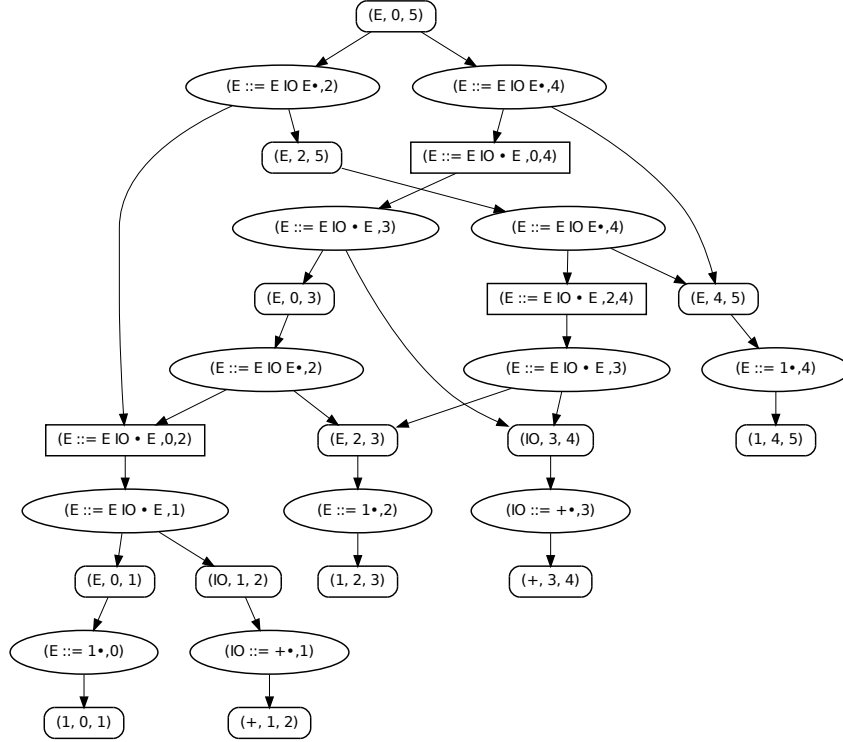 (E, 0, 5)
(E ::= E IO E•,2)
(E ::= E IO E•,4)
(E, 2, 5)
(E ::= E IO • E ,0,4)
(E ::= E IO • E ,3)
(E ::= E IO E•,4)
(E, 0, 3)
(E ::= E IO • E ,2,4)
(E, 4, 5)
(E ::= E IO E•,2)
(E ::= E IO • E ,3)
(E ::= 1•,4)
(E ::= E IO • E ,0,2)
(E, 2, 3)
(IO, 3, 4)
(1, 4, 5)
(E ::= E IO • E ,1)
(E ::= 1•,2)
(IO ::= +•,3)
(E, 0, 1)
(IO, 1, 2)
(1, 2, 3)
(+, 3, 4)
(E ::= 1•,0)
(IO ::= +•,1)
(1, 0, 1)
(+, 1, 2)